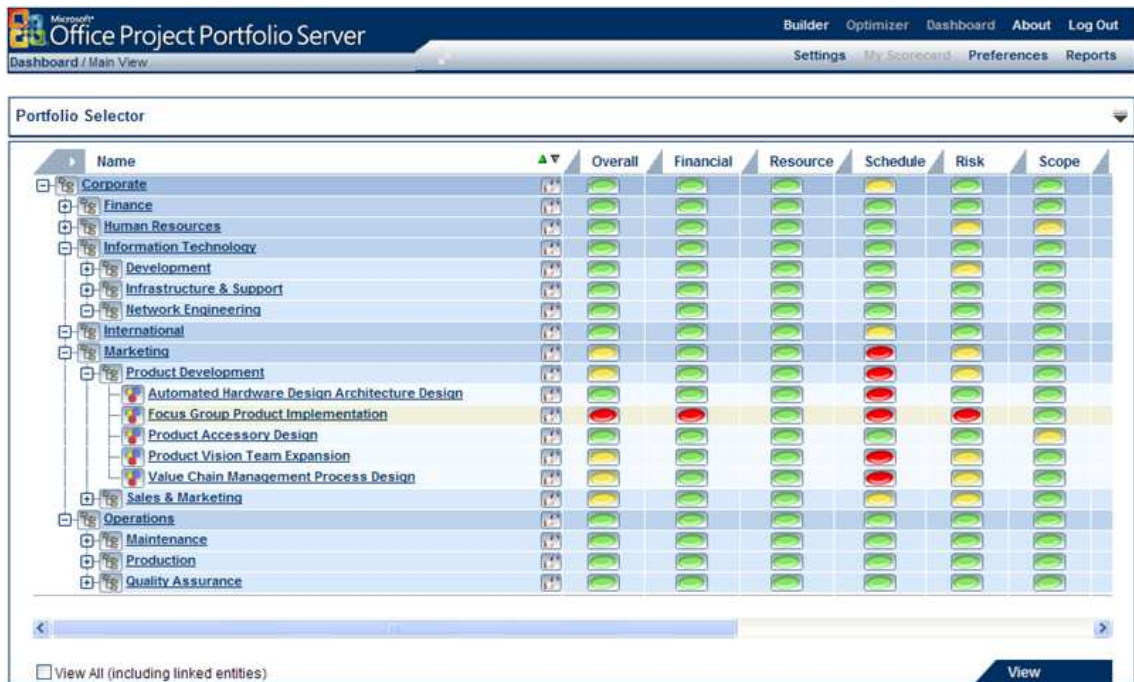 Microsoft®
Office Project Portfolio Server
Builder Optimizer Dashboard About Log Out
Dashboard / Main View
Settings My Scorecard Preferences Reports
Portfolio Selector
Name Overall Financial Resource Schedule Risk Scope
Corporate
Finance
Human Resources
Information Technology
Development
Infrastructure & Support
Network Engineering
International
Marketing
Product Development
Automated Hardware Design Architecture Design
Focus Group Product Implementation
Product Accessory Design
Product Vision Team Expansion
Value Chain Management Process Design
Sales & Marketing
Operations
Maintenance
Production
Quality Assurance
View All (including linked entities)
View